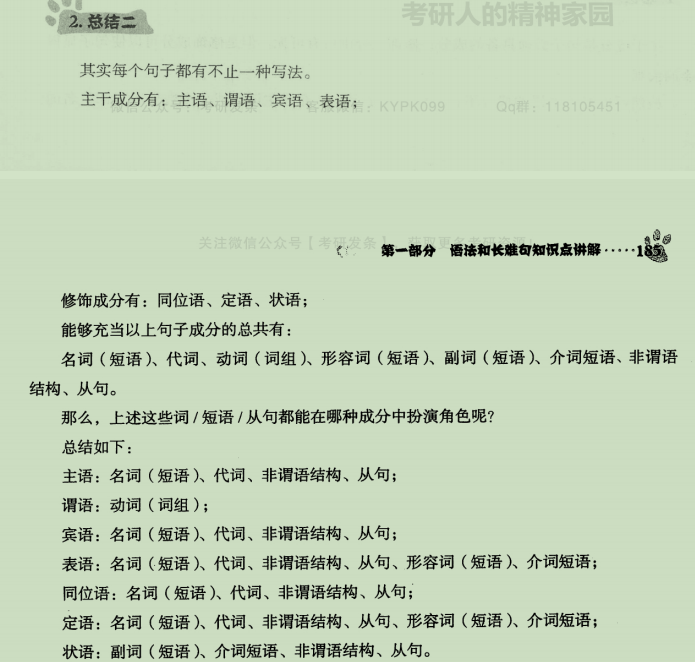 考研人的精神家园
2. 总结二
其实每个句子都有不止一种写法。
主干成分有：主语、谓语、宾语、表语；
KYPK099 Qq群：118105451
关注微信公众号【考研发条】
第一部分 语法和长难句知识点讲解······185
修饰成分有：同位语、定语、状语；
能够充当以上句子成分的总共有：
名词（短语）、代词、动词（词组）、形容词（短语）、副词（短语）、介词短语、非谓语
结构、从句。
那么，上述这些词/短语/从句都能在哪种成分中扮演角色呢？
总结如下：
主语：名词（短语）、代词、非谓语结构、从句；
谓语：动词（词组）；
宾语：名词（短语）、代词、非谓语结构、从句；
表语：名词（短语）、代词、非谓语结构、从句、形容词（短语）、介词短语；
同位语：名词（短语）、代词、非谓语结构、从句；
定语：名词（短语）、代词、非谓语结构、从句、形容词（短语）、介词短语；
状语：副词（短语）、介词短语、非谓语结构、从句。